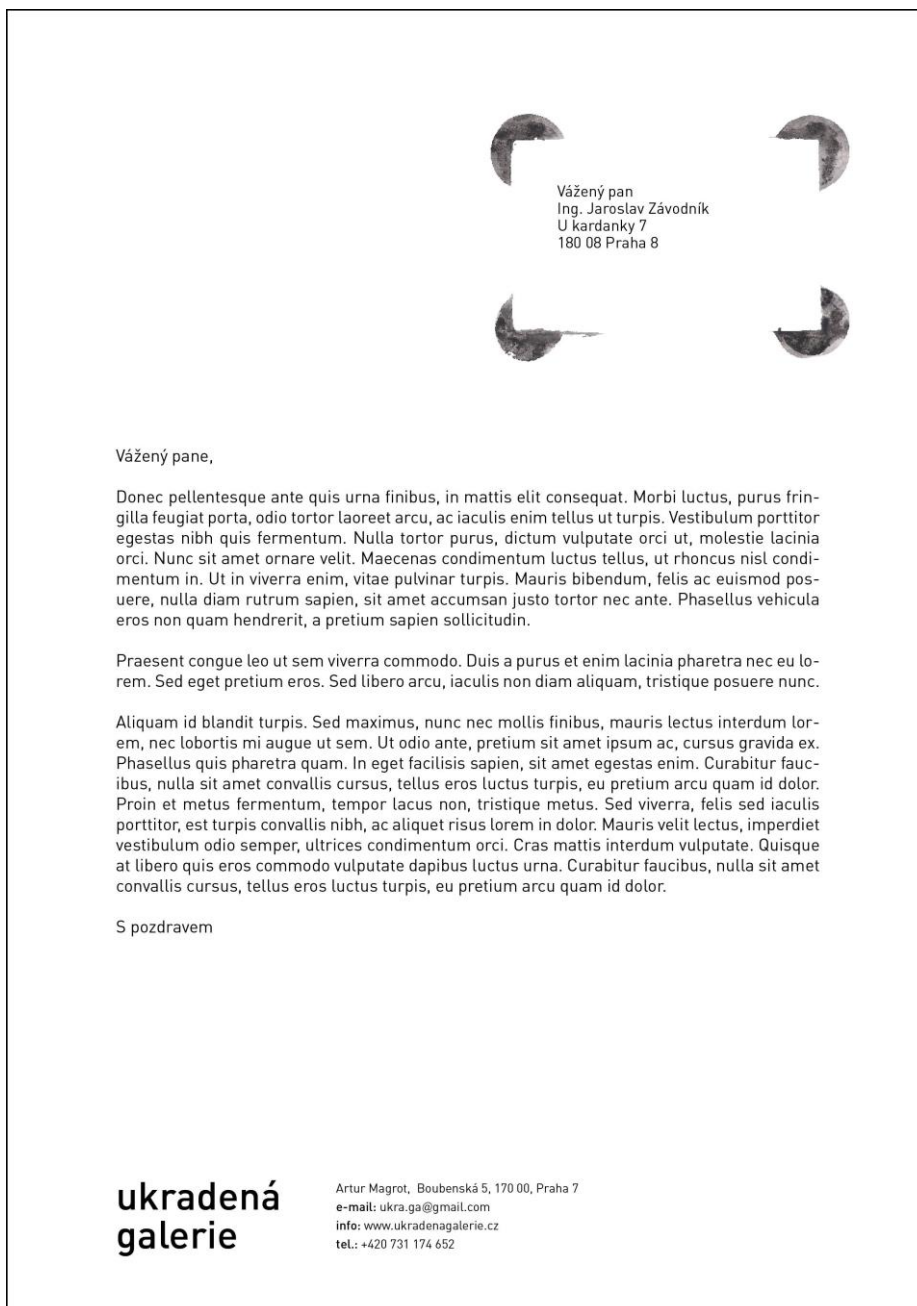 Vážený pan
Ing. Jaroslav Závodník
U kardanky 7
180 08 Praha 8
Vážený pane,
Donec pellentesque ante quis urna finibus, in mattis elit consequat. Morbi luctus, purus frin-
gilla feugiat porta, odio tortor laoreet arcu, ac iaculis enim tellus ut turpis. Vestibulum porttitor
egestas nibh quis fermentum. Nulla tortor purus, dictum vulputate orci ut, molestie lacinia
orci. Nunc sit amet ornare velit. Maecenas condimentum luctus tellus, ut rhoncus nisl condi-
mentum in. Ut in viverra enim, vitae pulvinar turpis. Mauris bibendum, felis ac euismod pos-
uere, nulla diam rutrum sapien, sit amet accumsan justo tortor nec ante. Phasellus vehicula
eros non quam hendrerit, a pretium sapien sollicitudin.
Praesent congue leo ut sem viverra commodo. Duis a purus et enim lacinia pharetra nec eu lo-
rem. Sed eget pretium eros. Sed libero arcu, iaculis non diam aliquam, tristique posuere nunc.
Aliquam id blandit turpis. Sed maximus, nunc nec mollis finibus, mauris lectus interdum lor-
em, nec lobortis mi augue ut sem. Ut odio ante, pretium sit amet ipsum ac, cursus gravida ex.
Phasellus quis pharetra quam. In eget facilisis sapien, sit amet egestas enim. Curabitur fauc-
ibus, nulla sit amet convallis cursus, tellus eros luctus turpis, eu pretium arcu quam id dolor.
Proin et metus fermentum, tempor lacus non, tristique metus. Sed viverra, felis sed iaculis
porttitor, est turpis convallis nibh, ac aliquet risus lorem in dolor. Mauris velit lectus, imperdiet
vestibulum odio semper, ultrices condimentum orci. Cras mattis interdum vulputate. Quisque
at libero quis eros commodo vulputate dapibus luctus urna. Curabitur faucibus, nulla sit amet
convallis cursus, tellus eros luctus turpis, eu pretium arcu quam id dolor.
S pozdravem
ukradená
galerie
Artur Magrot, Boubenská 5, 170 00, Praha 7
e-mail: ukra.ga@gmail.com
info: www.ukradenagalerie.cz
tel.: +420 731 174 652